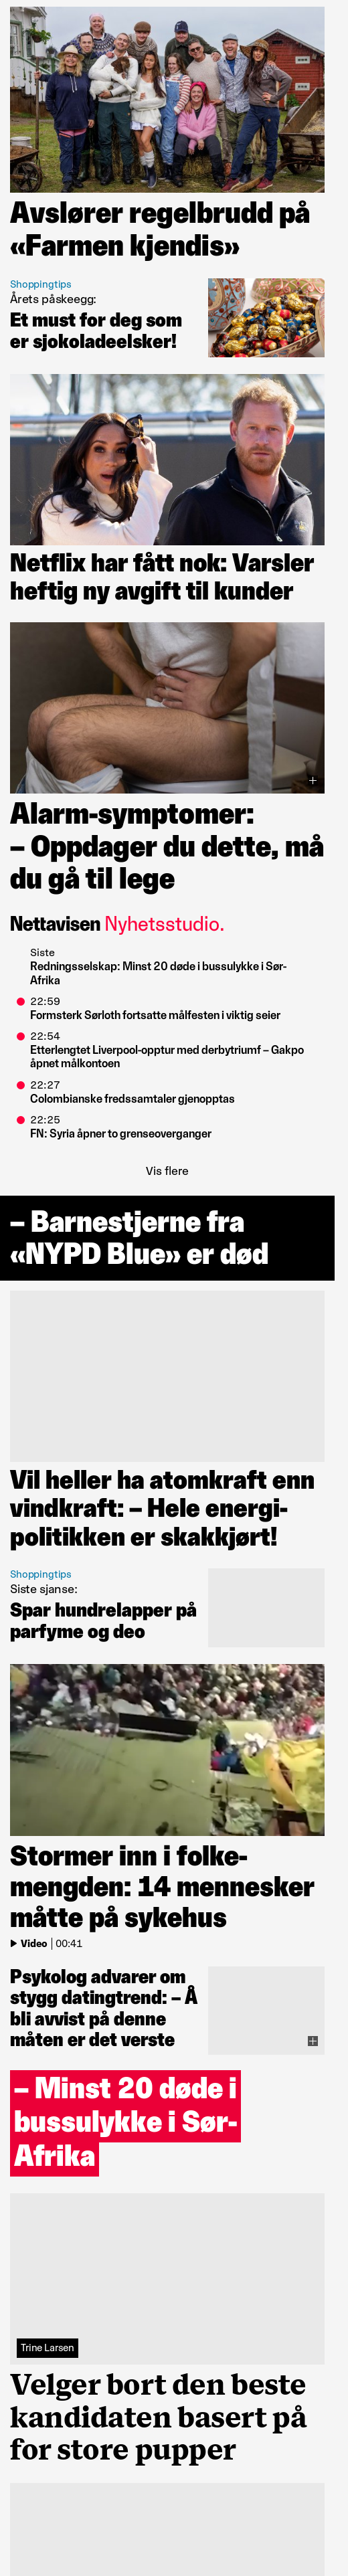 Avslører regelbrudd på
«Farmen kjendis»
Shoppingtips
Årets påskeegg:
Et must for deg som
er sjokoladeelsker!
Netflix har fått nok: Varsler
heftig ny avgift til kunder
Alarm-symptomer:
– Oppdager du dette, må
du gå til lege
Nettavisen Nyhetsstudio.
Siste
Redningsselskap: Minst 20 døde i bussulykke i Sør-
Afrika
22:59
Formsterk Sørloth fortsatte målfesten i viktig seier
22:54
Etterlengtet Liverpool-opptur med derbytriumf – Gakpo
åpnet målkontoen
22:27
Colombianske fredssamtaler gjenopptas
22:25
FN: Syria åpner to grenseoverganger
Vis flere
– Barnestjerne fra
«NYPD Blue» er død
Vil heller ha atomkraft enn
vindkraft: – Hele energi-
politikken er skakkjørt!
Shoppingtips
Siste sjanse:
Spar hundrelapper på
parfyme og deo
Stormer inn i folke-
mengden: 14 mennesker
måtte på sykehus
Video | 00:41
Psykolog advarer om
stygg datingtrend: – Å
bli avvist på denne
måten er det verste
– Minst 20 døde i
bussulykke i Sør-
Afrika
Trine Larsen
Velger bort den beste
kandidaten basert på
for store pupper